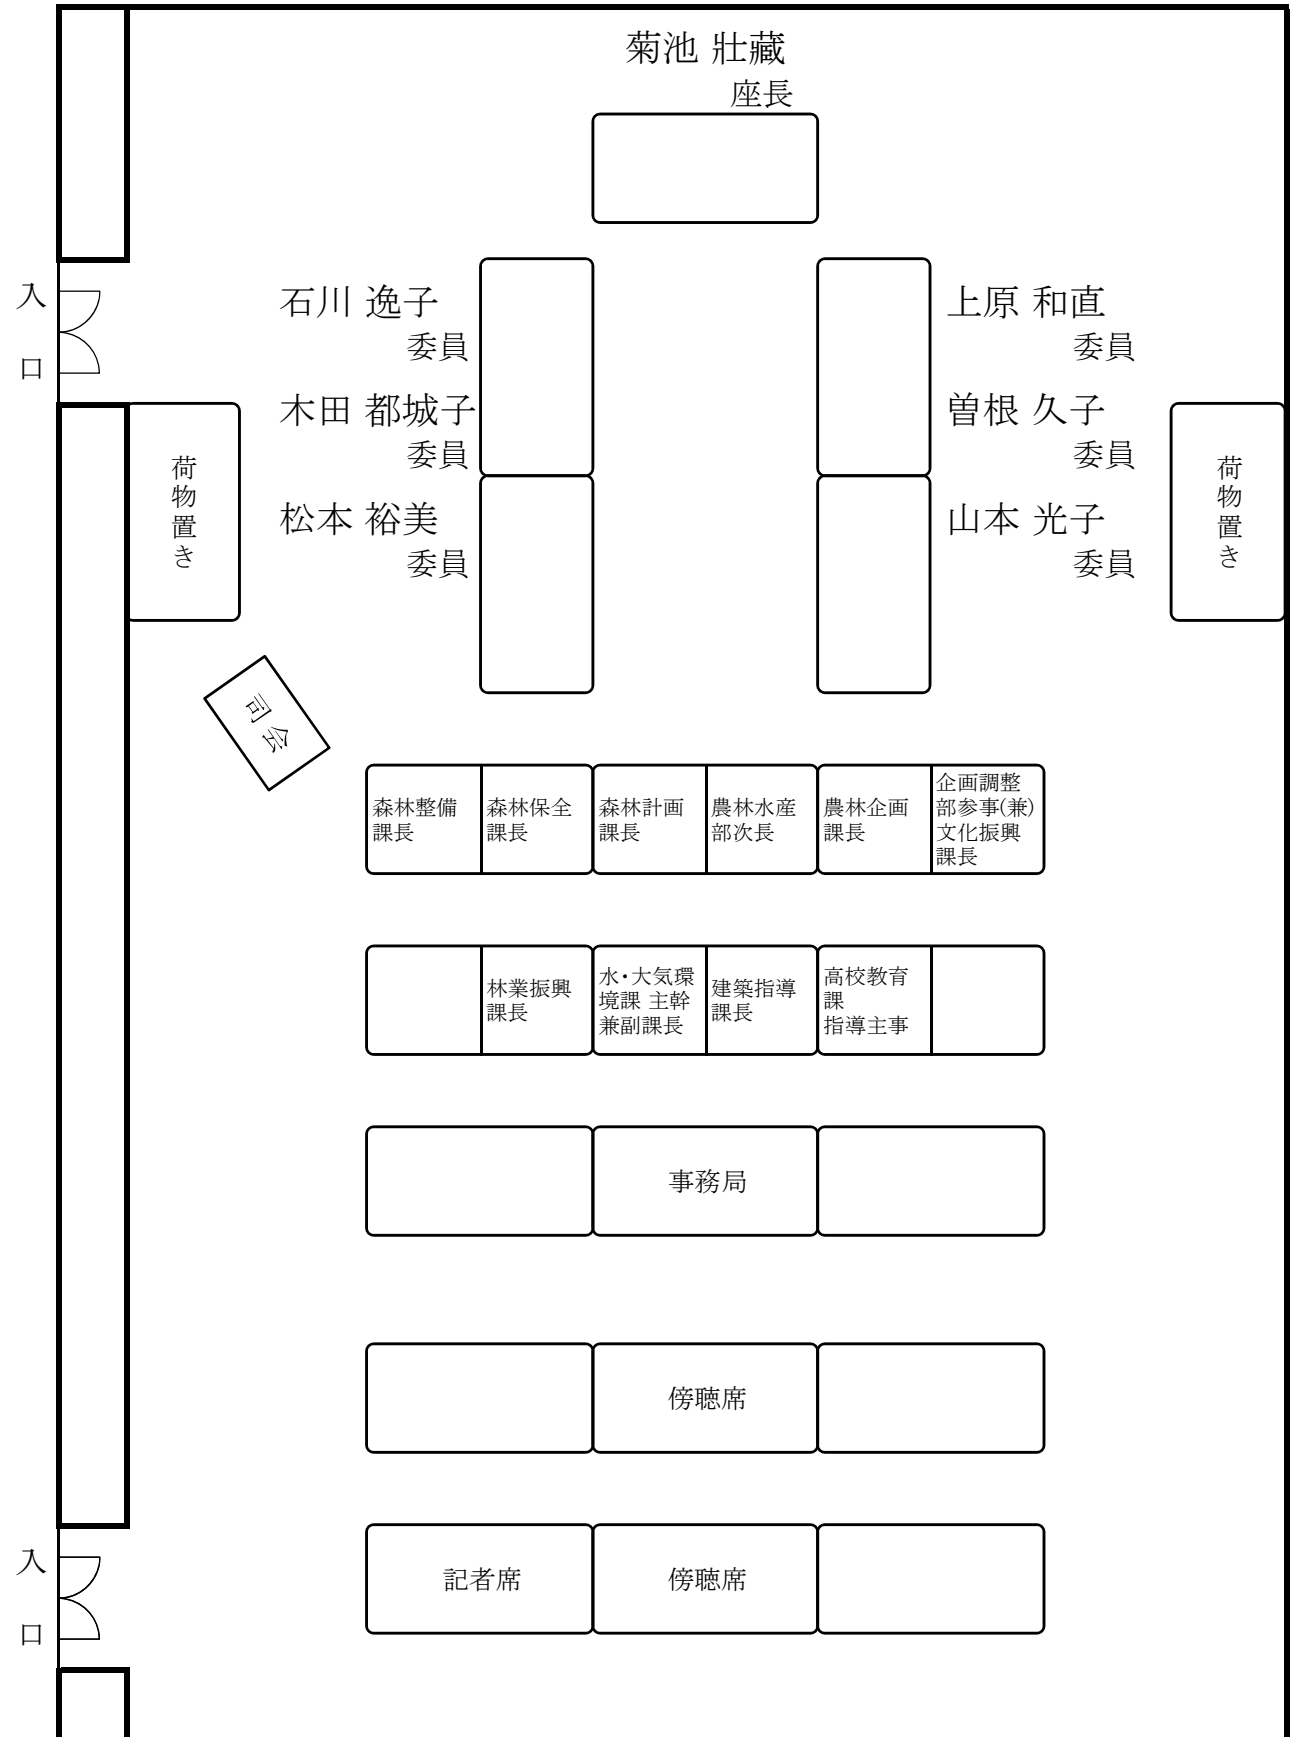 菊池 壯藏
座長
入
口
石川 逸子
委員
上原 和直
委員
木田 都城子
委員
曽根 久子
委員
荷物置き
荷物置き
松本 裕美
委員
山本 光子
委員
司会
森林整備
課長
森林保全
課長
森林計画
課長
農林水産
部次長
農林企画
課長
企画調整
部参事(兼)
文化振興
課長
林業振興
課長
水・大気環
境課 主幹
兼副課長
建築指導
課長
高校教育
課
指導主事
事務局
傍聴席
入
口
記者席
傍聴席